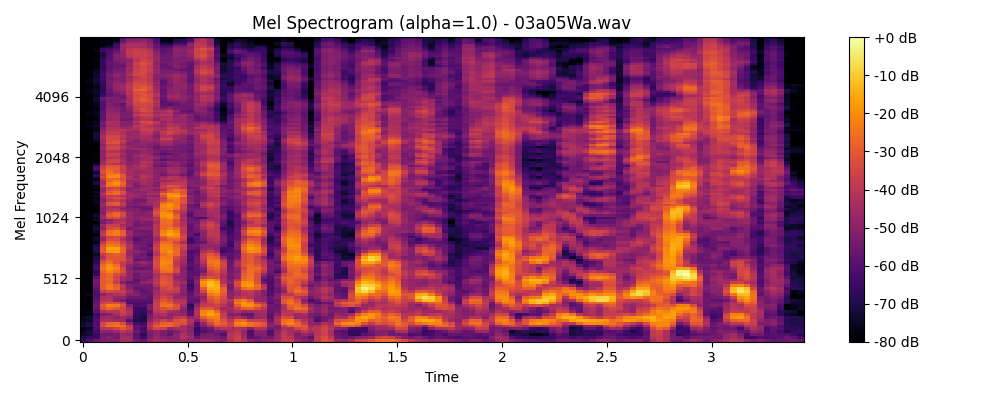 Mel Spectrogram (alpha=1.0) - 03a05Wa.wav
Mel Frequency
4096
2048
1024
512
0
0
0.5
1
1.5
2
2.5
3
Time
+0 dB
-10 dB
-20 dB
-30 dB
-40 dB
-50 dB
-60 dB
-70 dB
-80 dB